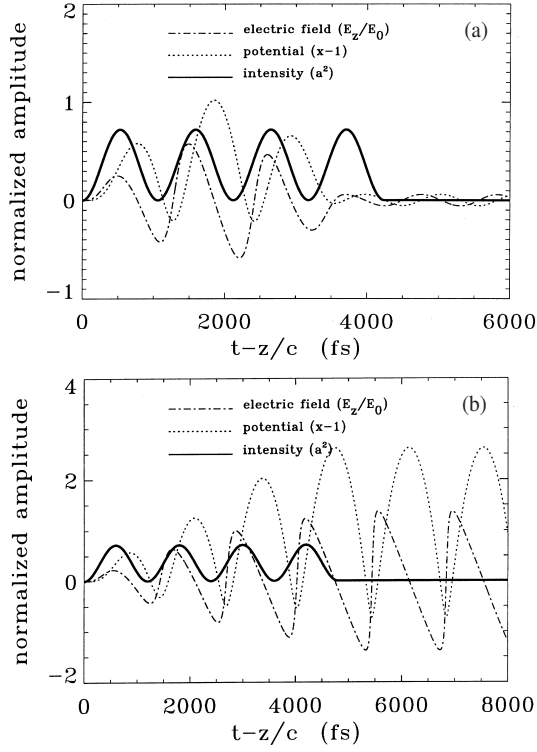 2
(a)
electric field (E_z/E_0)
potential (x−1)
intensity (a²)
1
0
−1
normalized amplitude
0
2000
4000
6000
t−z/c (fs)
4
(b)
electric field (E_z/E_0)
potential (x−1)
intensity (a²)
2
0
−2
normalized amplitude
0
2000
4000
6000
8000
t−z/c (fs)